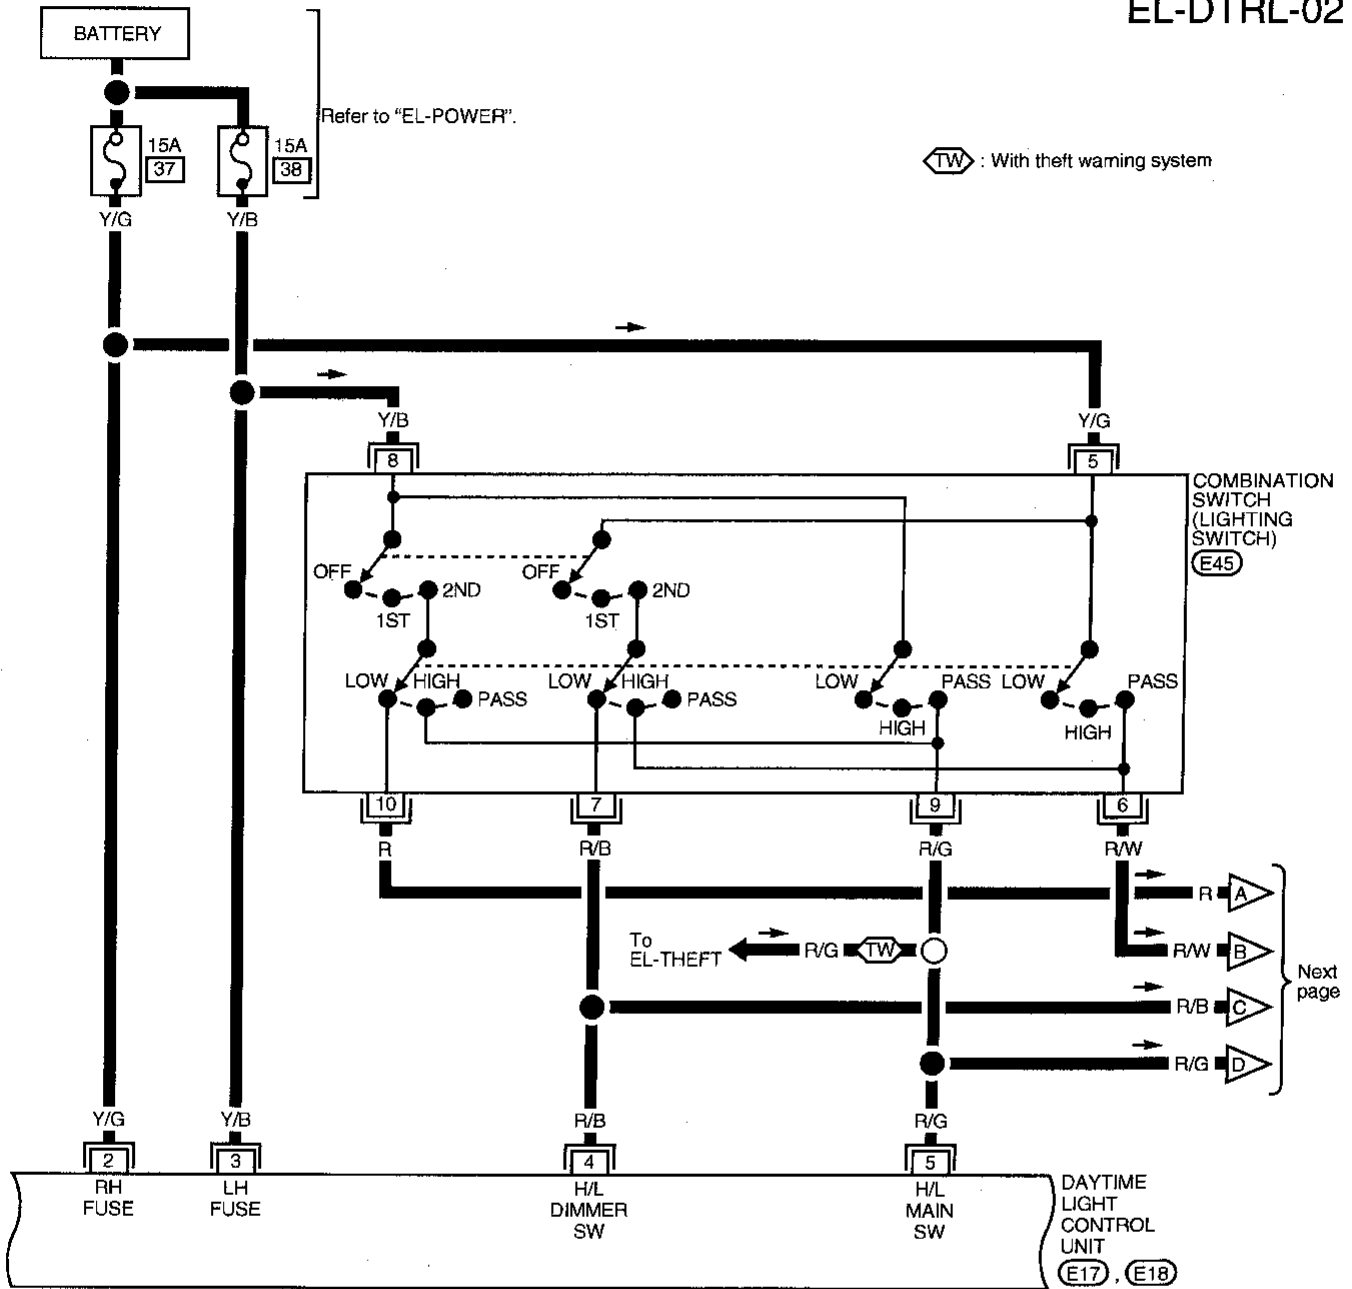 EL-DTRL-02
BATTERY
Refer to “EL-POWER”.
15A
37
15A
38
TW : With theft warning system
Y/G
Y/B
Y/B
Y/G
8
5
COMBINATION
SWITCH
(LIGHTING
SWITCH)
E45
OFF
1ST
2ND
OFF
1ST
2ND
LOW
HIGH
PASS
LOW
HIGH
PASS
LOW
HIGH
PASS
LOW
HIGH
PASS
10
7
9
6
R
R/B
R/G
R/W
R
A
To
EL-THEFT
R/G
TW
R/W
B
R/B
C
R/G
D
Next
page
Y/G
Y/B
R/B
R/G
2
3
4
5
RH
FUSE
LH
FUSE
H/L
DIMMER
SW
H/L
MAIN
SW
DAYTIME
LIGHT
CONTROL
UNIT
E17 , E18